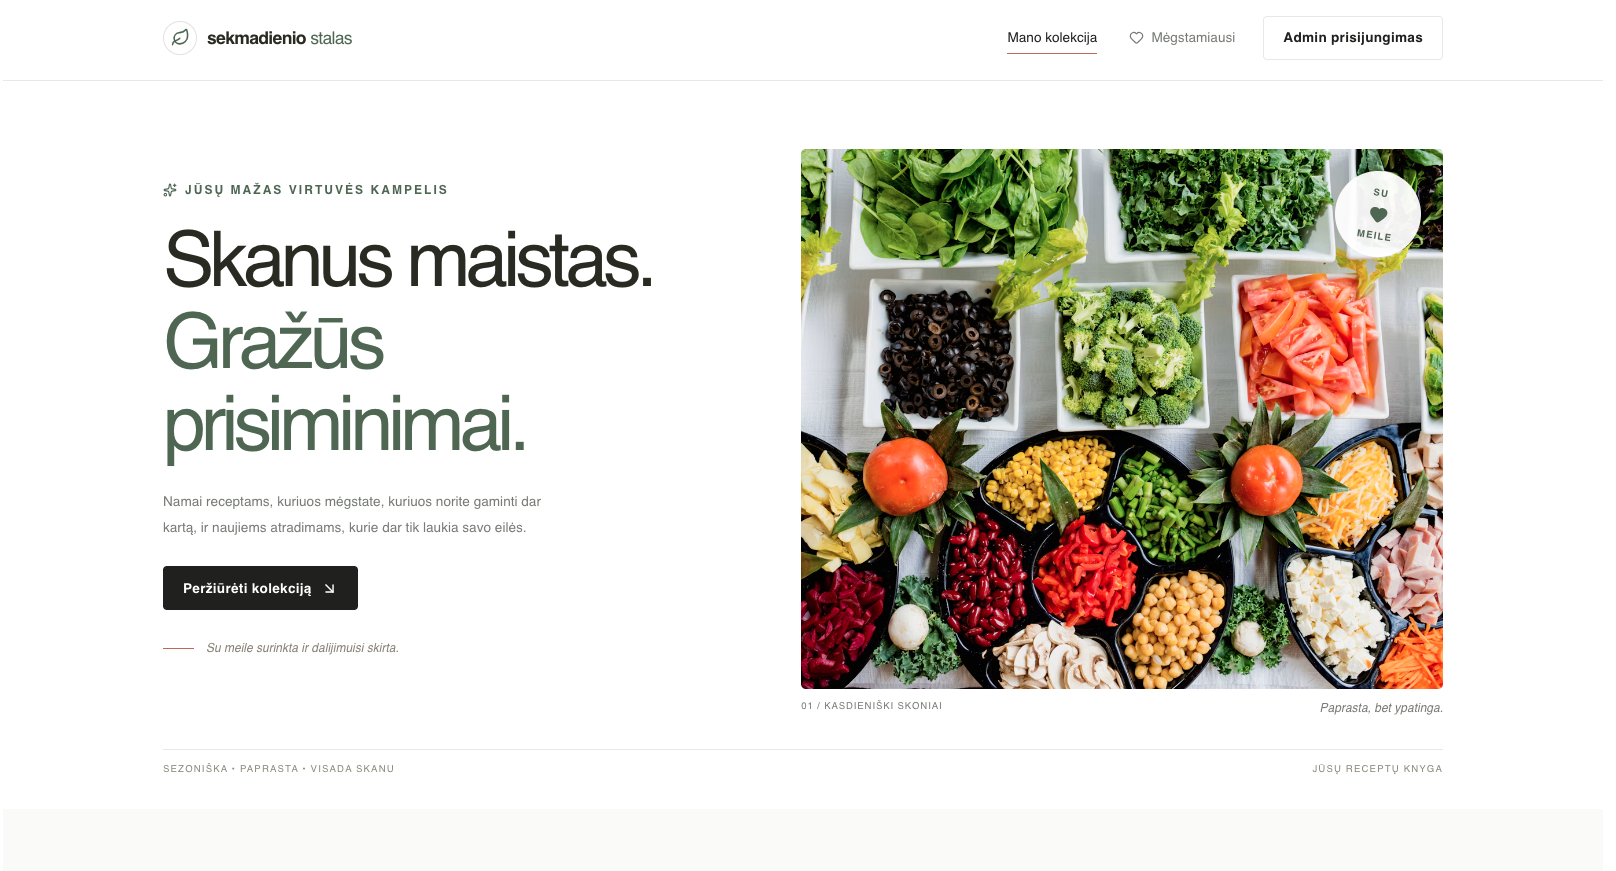 sekmadienio stalas
Mano kolekcija
Mėgstamiausi
Admin prisijungimas
JŪSŲ MAŽAS VIRTUVĖS KAMPELIS
Skanus maistas.
Gražūs
prisiminimai.
Namai receptams, kuriuos mėgstate, kuriuos norite gaminti dar
kartą, ir naujiems atradimams, kurie dar tik laukia savo eilės.
Peržiūrėti kolekciją
Su meile surinkta ir dalijimuisi skirta.
SU
MEILE
01 / KASDIENIŠKI SKONIAI
Paprasta, bet ypatinga.
SEZONIŠKA • PAPRASTA • VISADA SKANU
JŪSŲ RECEPTŲ KNYGA